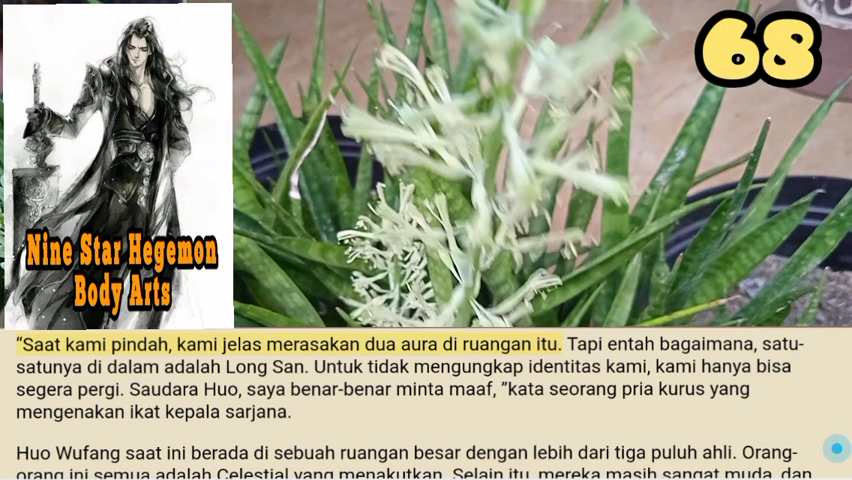 68
Nine Star Hegemon
Body Arts
“Saat kami pindah, kami jelas merasakan dua aura di ruangan itu. Tapi entah bagaimana, satu-
satunya di dalam adalah Long San. Untuk tidak mengungkap identitas kami, kami hanya bisa
segera pergi. Saudara Huo, saya benar-benar minta maaf, ”kata seorang pria kurus yang
mengenakan ikat kepala sarjana.
Huo Wufang saat ini berada di sebuah ruangan besar dengan lebih dari tiga puluh ahli. Orang-
orang ini semua adalah Celestial yang menakutkan. Selain itu, mereka masih sangat muda, dan